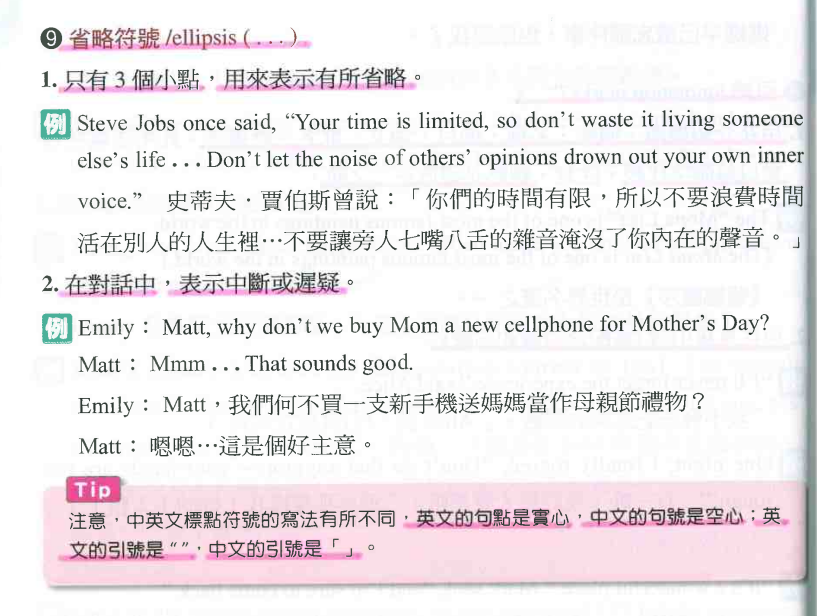 ❾ 省略符號 /ellipsis ( . . . )
1. 只有 3 個小點，用來表示有所省略。
例 Steve Jobs once said, “Your time is limited, so don’t waste it living someone
else’s life . . . Don’t let the noise of others’ opinions drown out your own inner
voice.” 史蒂夫．賈伯斯曾說：「你們的時間有限，所以不要浪費時間
活在別人的人生裡…不要讓旁人七嘴八舌的雜音淹沒了你內在的聲音。」
2. 在對話中，表示中斷或遲疑。
例 Emily： Matt, why don’t we buy Mom a new cellphone for Mother’s Day?
Matt： Mmm . . . That sounds good.
Emily： Matt，我們何不買一支新手機送媽媽當作母親節禮物？
Matt： 嗯嗯…這是個好主意。
Tip
注意，中英文標點符號的寫法有所不同，英文的句點是實心，中文的句號是空心；英
文的引號是 “ ”，中文的引號是「 」。